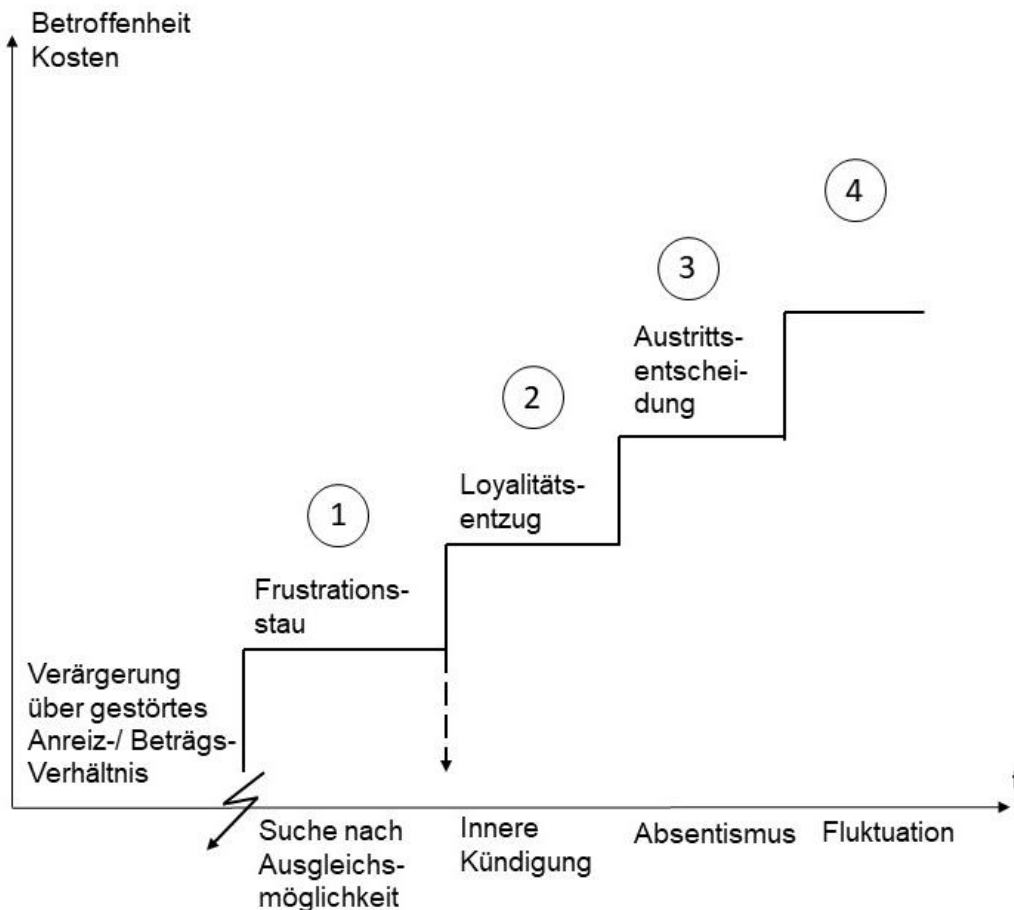 Betroffenheit
Kosten
4
3
Austritts-
entschei-
dung
2
Loyalitäts-
entzug
1
Frustrations-
stau
Verärgerung
über gestörtes
Anreiz-/ Beträgs-
Verhältnis
t
Suche nach
Ausgleichs-
möglichkeit
Innere
Kündigung
Absentismus
Fluktuation